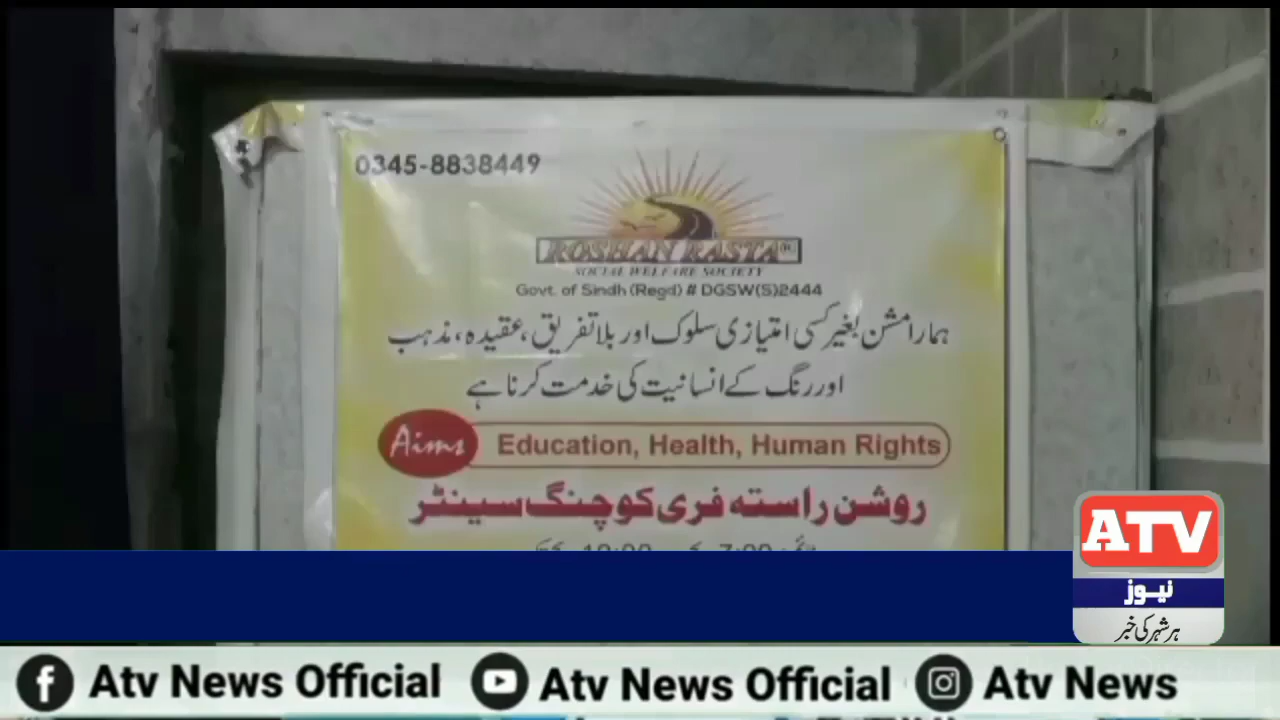 0345-8838449
ROSHAN RASTA®
SOCIAL WELFARE SOCIETY
Govt. of Sindh (Regd) # DGSW(S)2444
ہمارا مشن بغیر کسی امتیازی سلوک اور بلا تفریق، عقیدہ، مذہب
اور رنگ کے انسانیت کی خدمت کرنا ہے
Aims Education, Health, Human Rights
روشن راستہ فری کوچنگ سینٹر
ATV
نیوز
ہر شہر کی خبر
Atv News Official Atv News Official Atv News